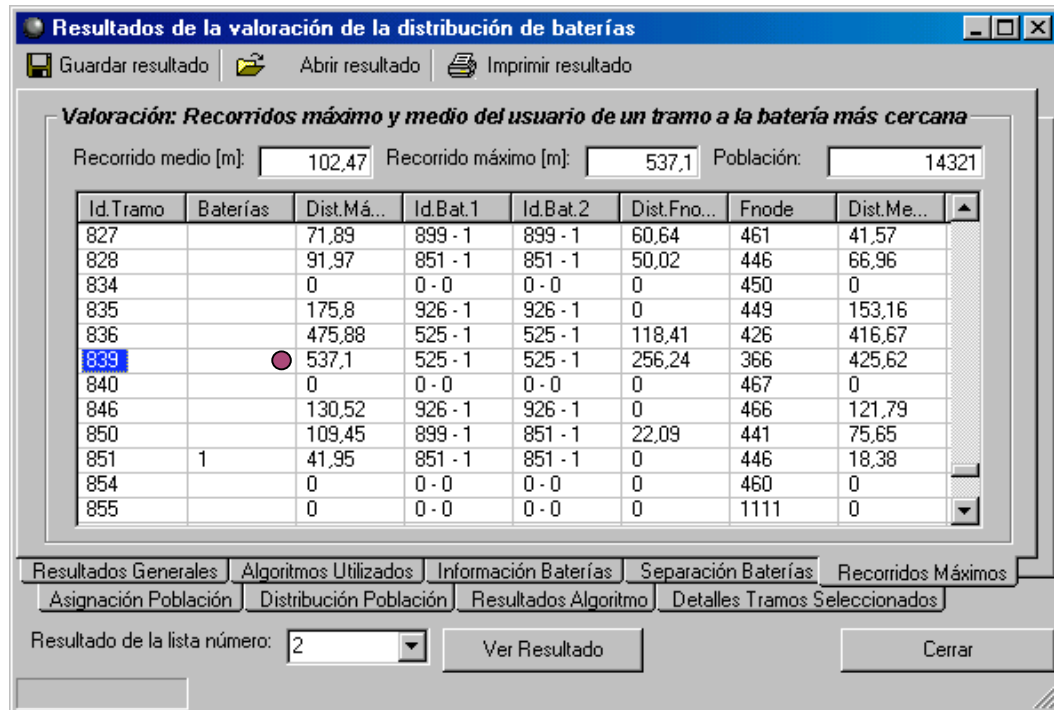 Resultados de la valoración de la distribución de baterías
Guardar resultado Abrir resultado Imprimir resultado
Valoración: Recorridos máximo y medio del usuario de un tramo a la batería más cercana
Recorrido medio [m]: 102,47 Recorrido máximo [m]: 537,1 Población: 14321
Id.Tramo Baterías Dist.Má... Id.Bat.1 Id.Bat.2 Dist.Fno... Fnode Dist.Me...
827 71,89 899 - 1 899 - 1 60,64 461 41,57
828 91,97 851 - 1 851 - 1 50,02 446 66,96
834 0 0 - 0 0 - 0 0 450 0
835 175,8 926 - 1 926 - 1 0 449 153,16
836 475,88 525 - 1 525 - 1 118,41 426 416,67
839 537,1 525 - 1 525 - 1 256,24 366 425,62
840 0 0 - 0 0 - 0 0 467 0
846 130,52 926 - 1 926 - 1 0 466 121,79
850 109,45 899 - 1 851 - 1 22,09 441 75,65
851 1 41,95 851 - 1 851 - 1 0 446 18,38
854 0 0 - 0 0 - 0 0 460 0
855 0 0 - 0 0 - 0 0 1111 0
Resultados Generales Algoritmos Utilizados Información Baterías Separación Baterías Recorridos Máximos
Asignación Población Distribución Población Resultados Algoritmo Detalles Tramos Seleccionados
Resultado de la lista número: 2 Ver Resultado Cerrar